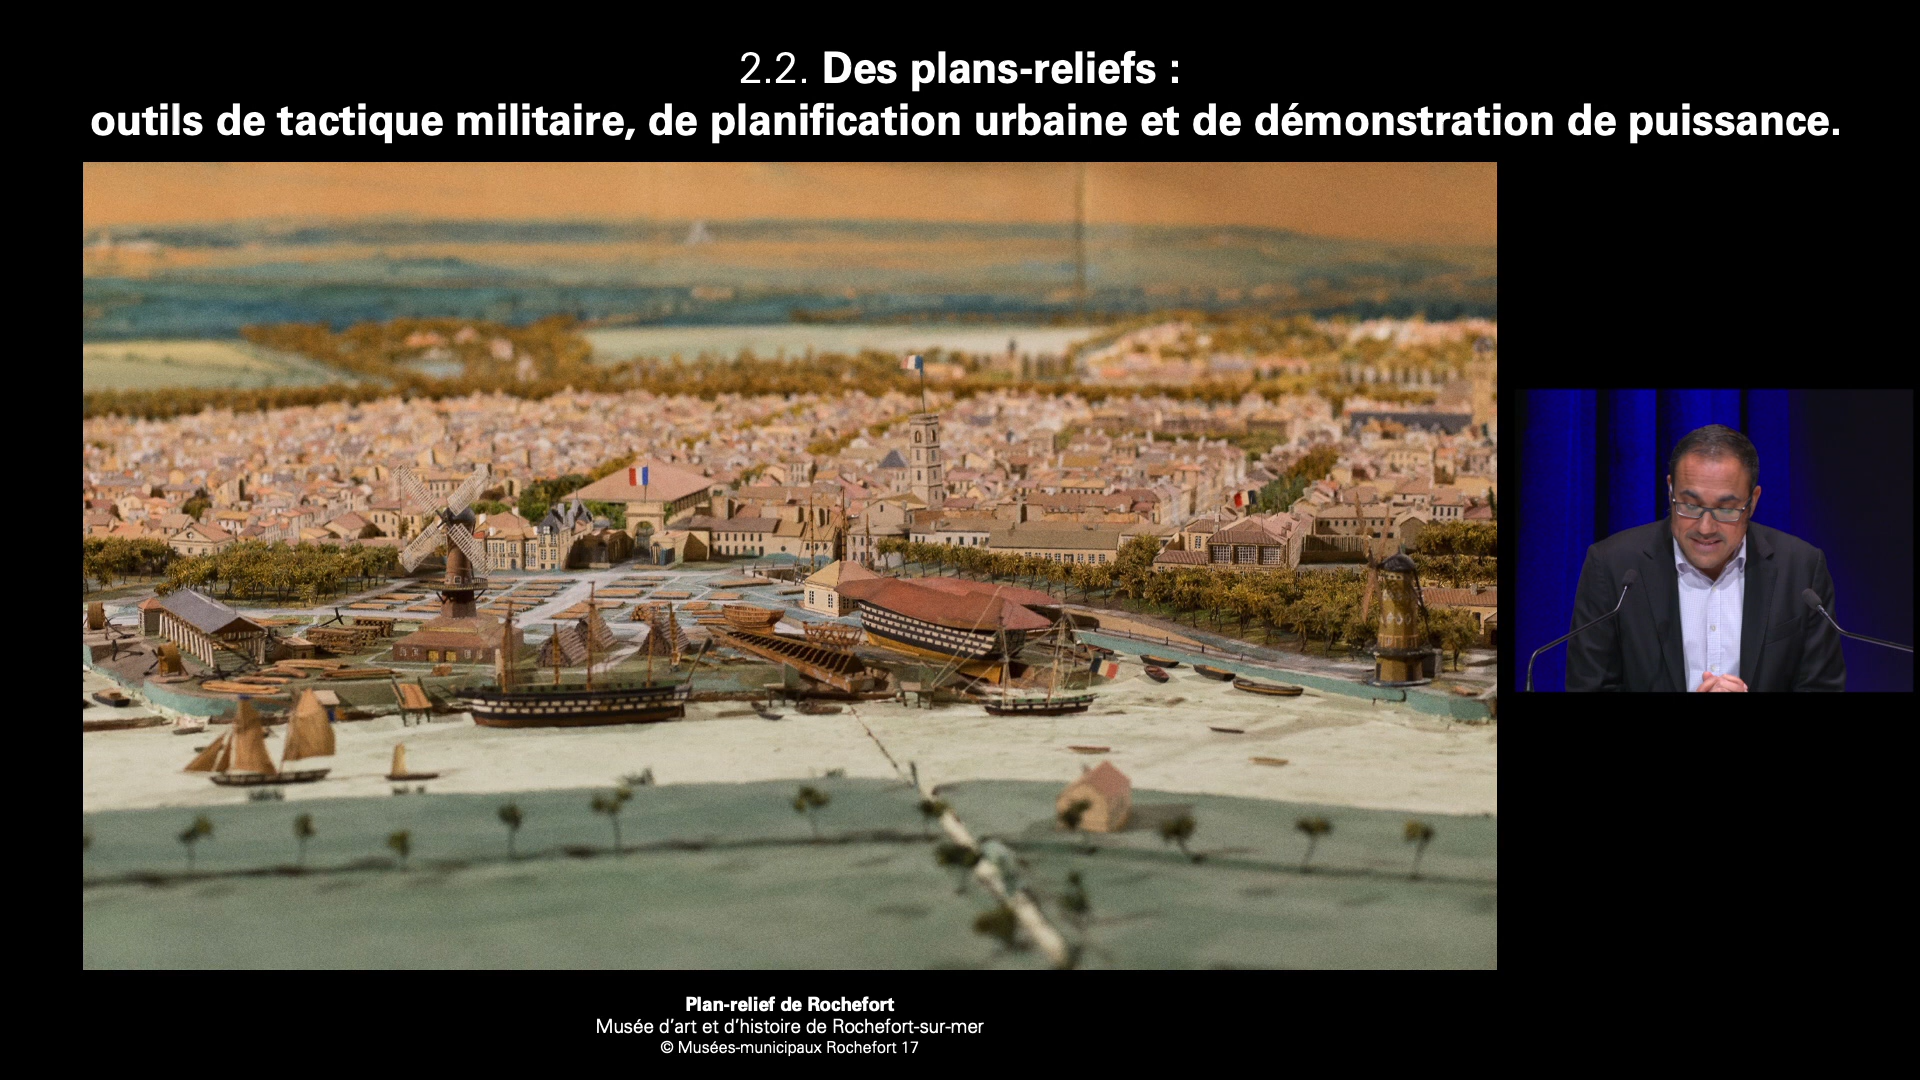 2.2. Des plans-reliefs :
outils de tactique militaire, de planification urbaine et de démonstration de puissance.
Plan-relief de Rochefort
Musée d'art et d'histoire de Rochefort-sur-mer
© Musées-municipaux Rochefort 17